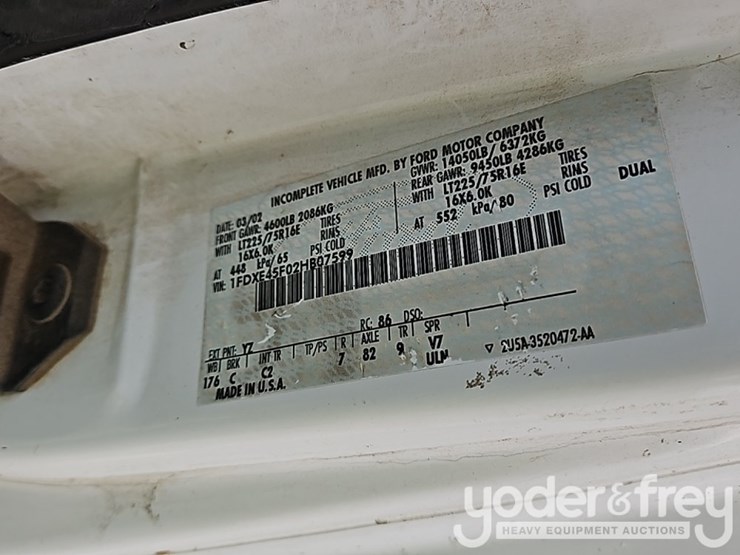 INCOMPLETE VEHICLE MFD. BY FORD MOTOR COMPANY
DATE: 03/02 GVWR: 14050LB/ 6372KG
FRONT GAWR: 4600LB 2086KG REAR GAWR: 9450LB 4286KG
WITH LT225/75R16E TIRES WITH LT225/75R16E TIRES
16X6.0K RIMS 16X6.0K RIMS
AT 448 kPa/65 PSI COLD AT 552 kPa/80 PSI COLD DUAL
VIN: 1FDXE45F02HB07599
EXT PNT: Y7 RC: 86 DSO:
WB BRK INT TR TP/PS R AXLE TR SPR
176 C C2 7 82 9 V7
MADE IN U.S.A. ULN ▽ 2U5A-3520472-AA
yoder&frey
HEAVY EQUIPMENT AUCTIONS